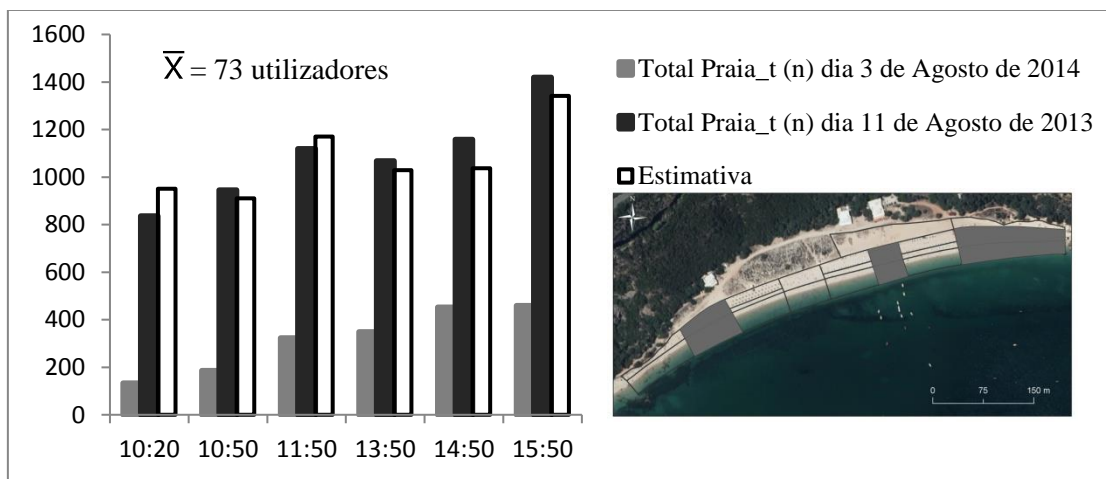 1600
1400
1200
1000
800
600
400
200
0
X̅ = 73 utilizadores
10:20 10:50 11:50 13:50 14:50 15:50
Total Praia_t (n) dia 3 de Agosto de 2014
Total Praia_t (n) dia 11 de Agosto de 2013
Estimativa
N
0 75 150 m